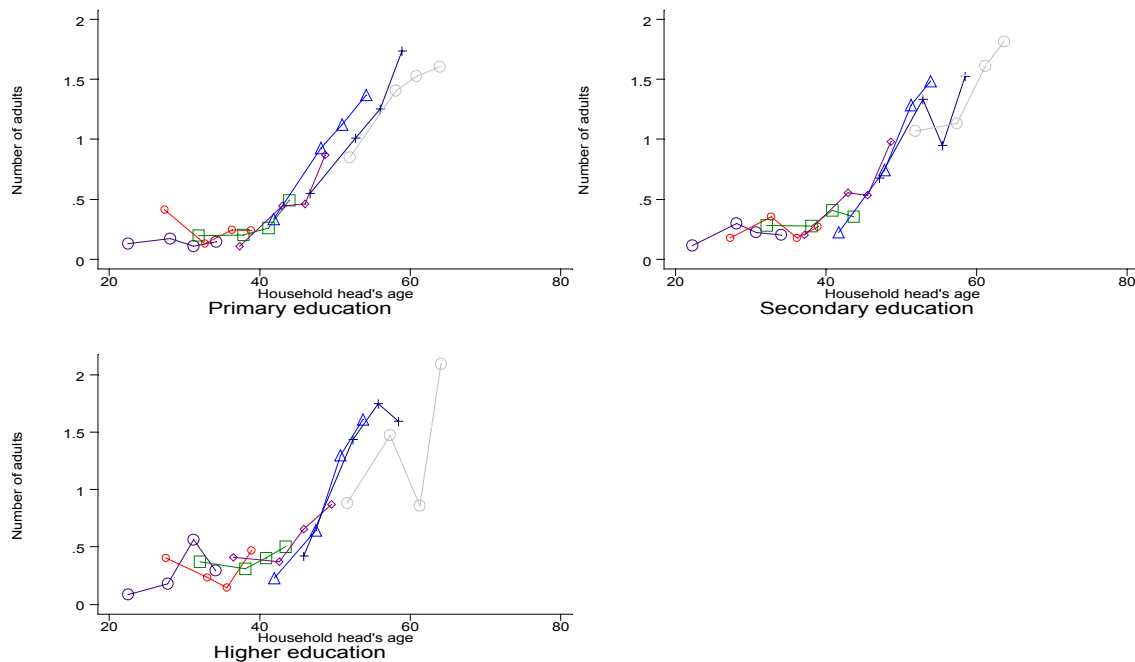 Number of adults
2
1.5
1
.5
0
20 40 60 80
Household head's age
Primary education
Number of adults
2
1.5
1
.5
0
20 40 60 80
Household head's age
Secondary education
Number of adults
2
1.5
1
.5
0
20 40 60 80
Household head's age
Higher education